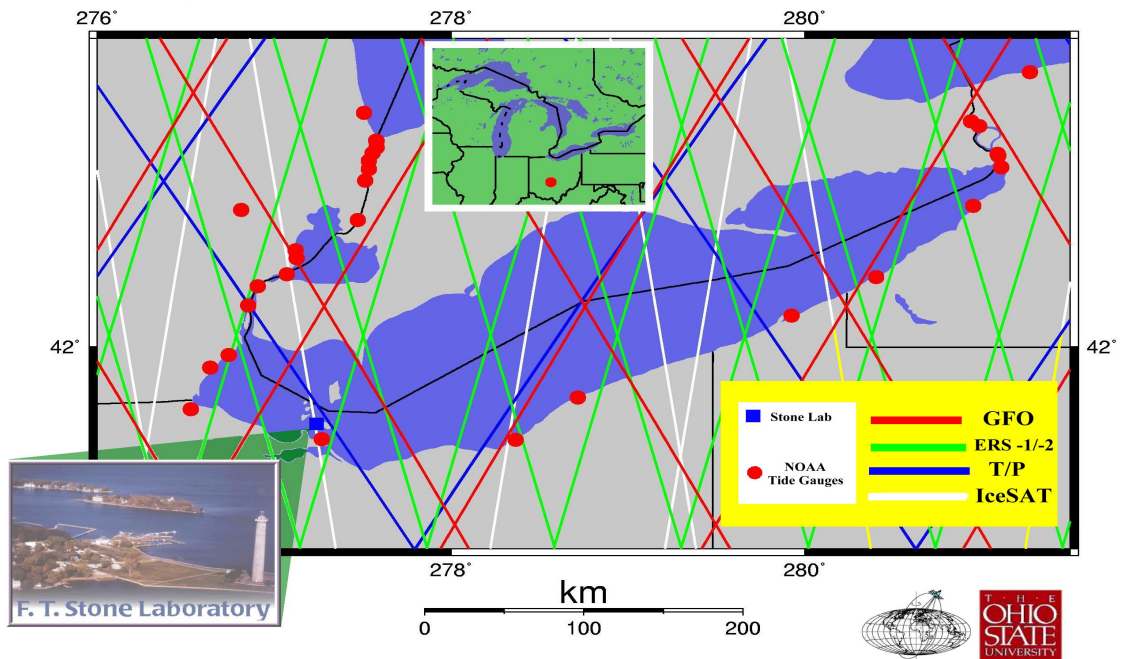 276°
278°
280°
42°
42°
Stone Lab
NOAA
Tide Gauges
GFO
ERS -1/-2
T/P
IceSAT
F. T. Stone Laboratory
278°
280°
km
0
100
200
T · H · E
OHIO
STATE
UNIVERSITY